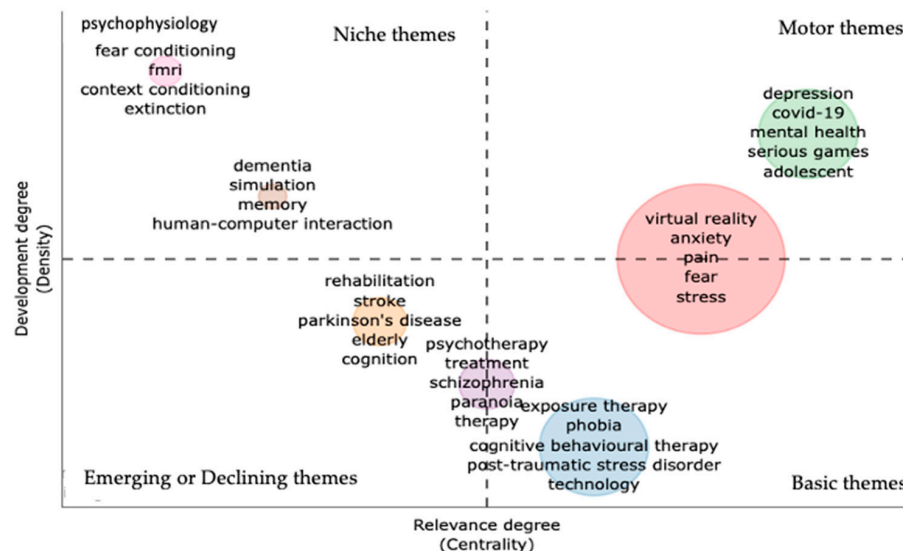 psychophysiology
fear conditioning
fmri
context conditioning
extinction
Niche themes
Motor themes
depression
covid-19
mental health
serious games
adolescent
dementia
simulation
memory
human-computer interaction
virtual reality
anxiety
pain
fear
stress
Development degree
(Density)
rehabilitation
stroke
parkinson's disease
elderly
cognition
psychotherapy
treatment
schizophrenia
paranoia
therapy
exposure therapy
phobia
cognitive behavioural therapy
post-traumatic stress disorder
technology
Emerging or Declining themes
Basic themes
Relevance degree
(Centrality)